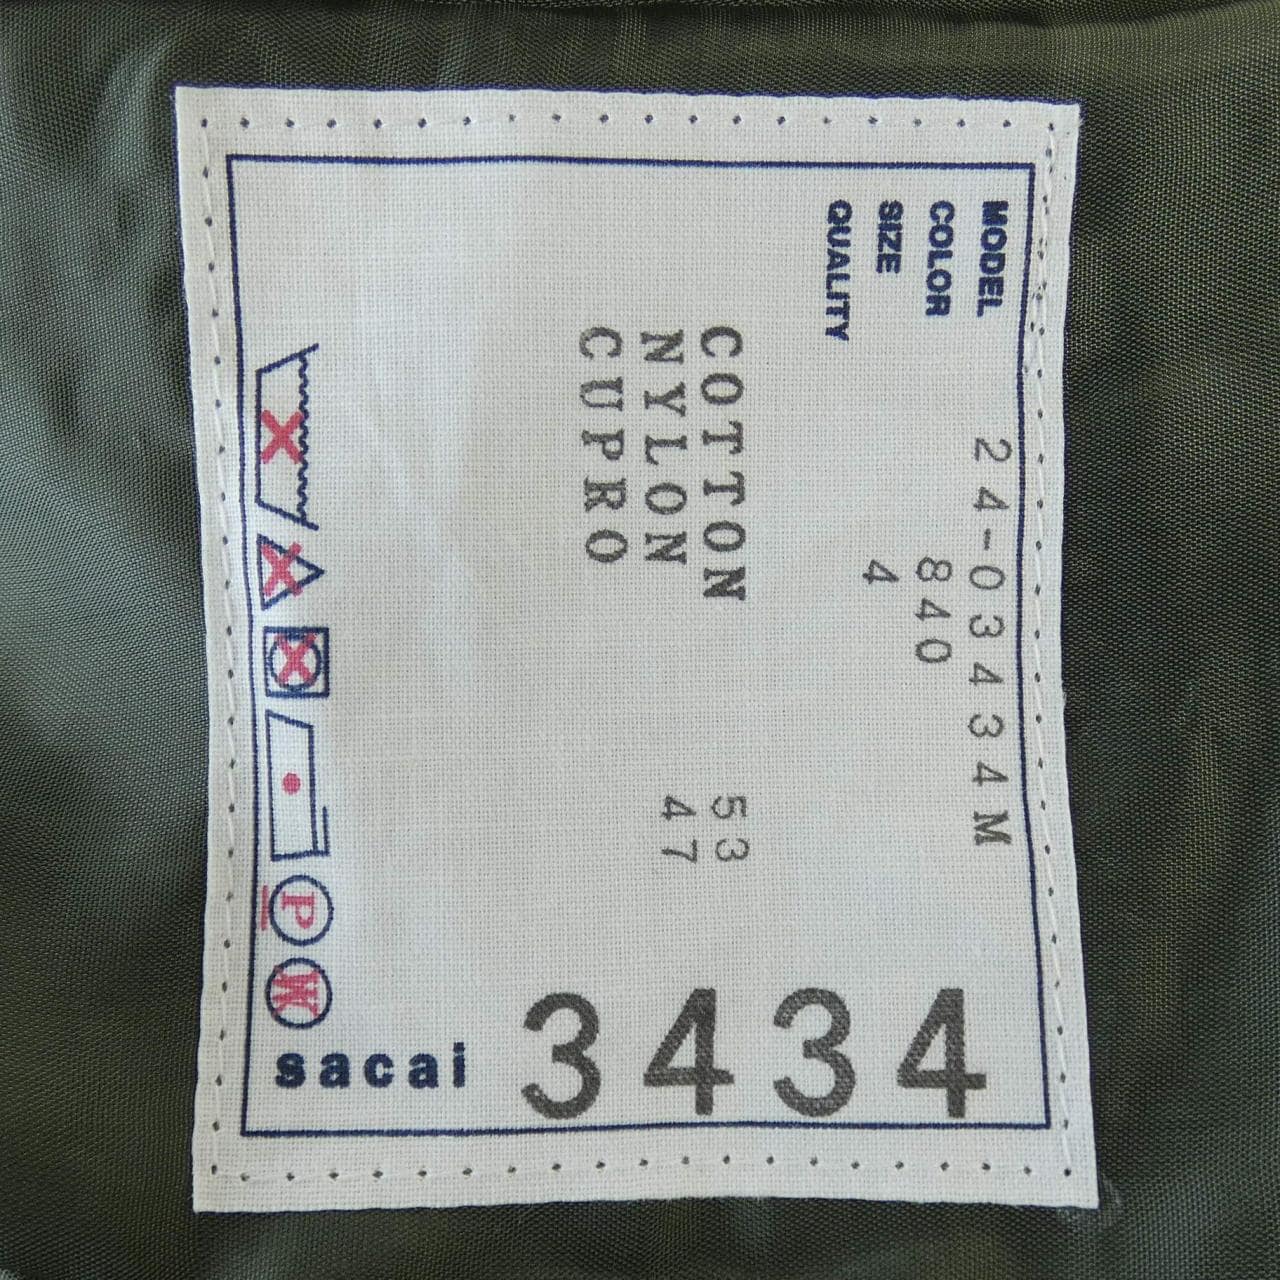 MODEL 24-03434M
COLOR 840
SIZE 4
QUALITY
COTTON 53
NYLON 47
CUPRO
P
W
sacai
3434